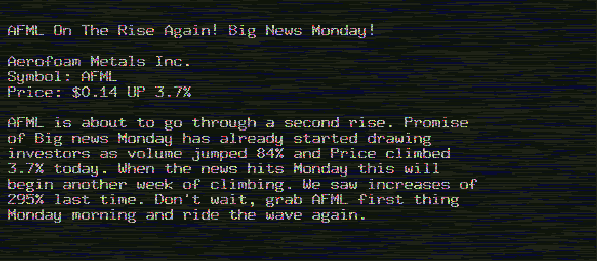 AFML On The Rise Again! Big News Monday!
Aerofoam Metals Inc.
Symbol: AFML
Price: $0.14 UP 3.7%
AFML is about to go through a second rise. Promise
of Big news Monday has already started drawing
investors as volume jumped 84% and Price climbed
3.7% today. When the news hits Monday this will
begin another week of climbing. We saw increases of
295% last time. Don't wait, grab AFML first thing
Monday morning and ride the wave again.